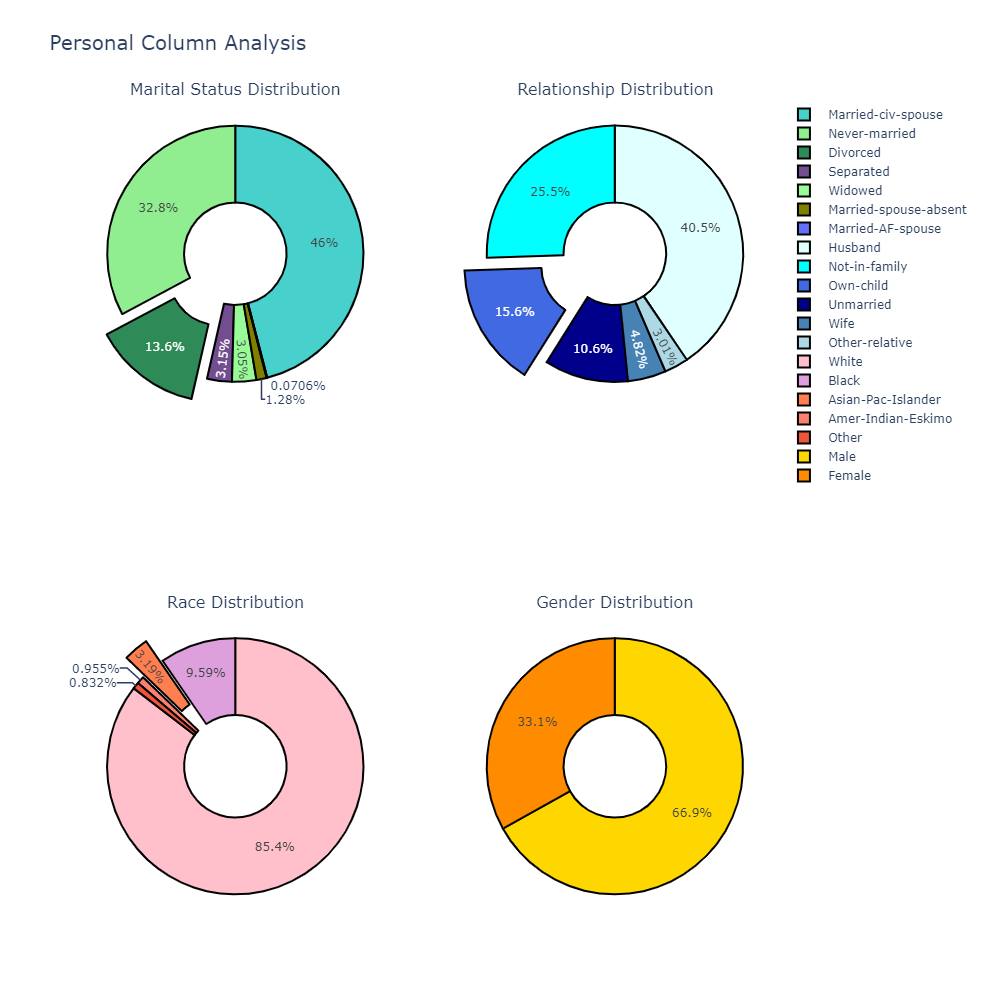 Personal Column Analysis
Marital Status Distribution
46%
32.8%
13.6%
3.15%
3.05%
1.28%
0.0706%
Relationship Distribution
40.5%
25.5%
15.6%
10.6%
4.82%
3.01%
Married-civ-spouse
Never-married
Divorced
Separated
Widowed
Married-spouse-absent
Married-AF-spouse
Husband
Not-in-family
Own-child
Unmarried
Wife
Other-relative
White
Black
Asian-Pac-Islander
Amer-Indian-Eskimo
Other
Male
Female
Race Distribution
85.4%
9.59%
3.19%
0.955%
0.832%
Gender Distribution
66.9%
33.1%